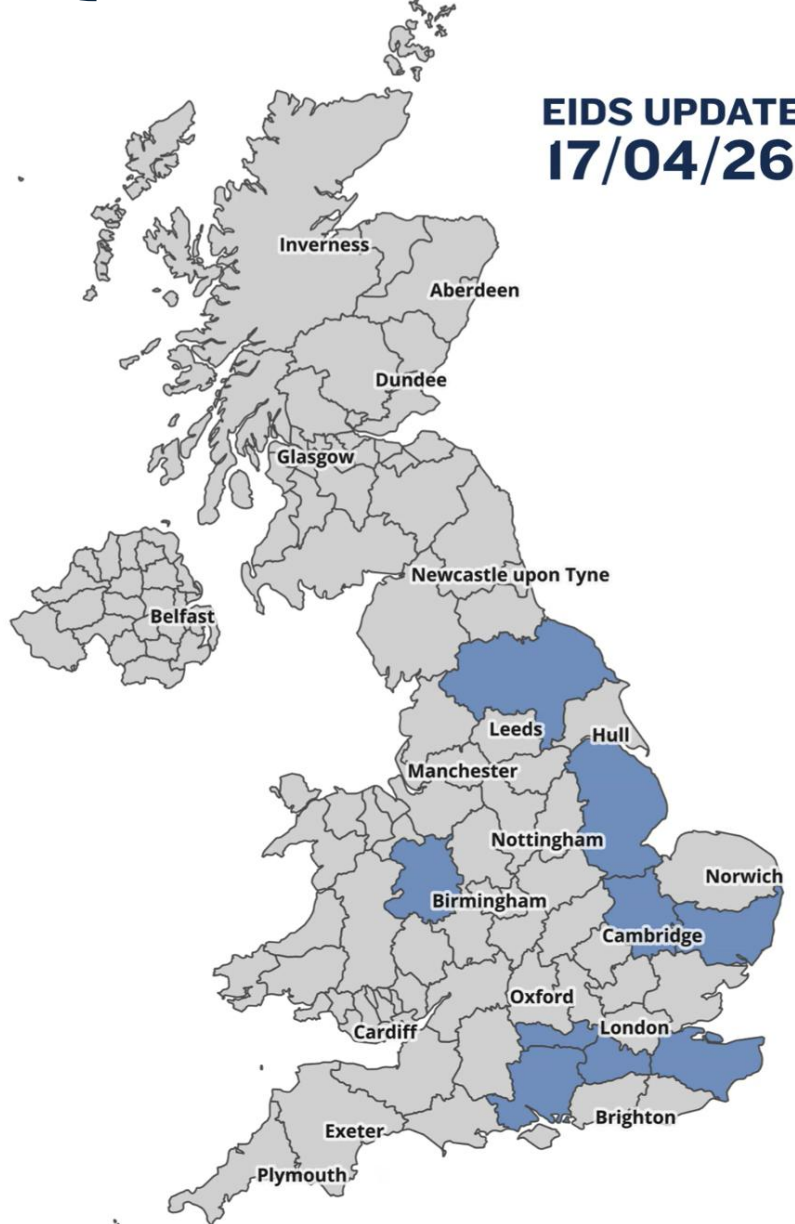 EIDS UPDATE
17/04/26
Inverness
Aberdeen
Dundee
Glasgow
Newcastle upon Tyne
Belfast
Leeds
Hull
Manchester
Nottingham
Norwich
Birmingham
Cambridge
Oxford
London
Cardiff
Brighton
Exeter
Plymouth